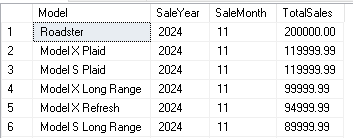 Model SaleYear SaleMonth TotalSales
1 Roadster 2024 11 200000.00
2 Model X Plaid 2024 11 119999.99
3 Model S Plaid 2024 11 119999.99
4 Model X Long Range 2024 11 99999.99
5 Model X Refresh 2024 11 94999.99
6 Model S Long Range 2024 11 89999.99